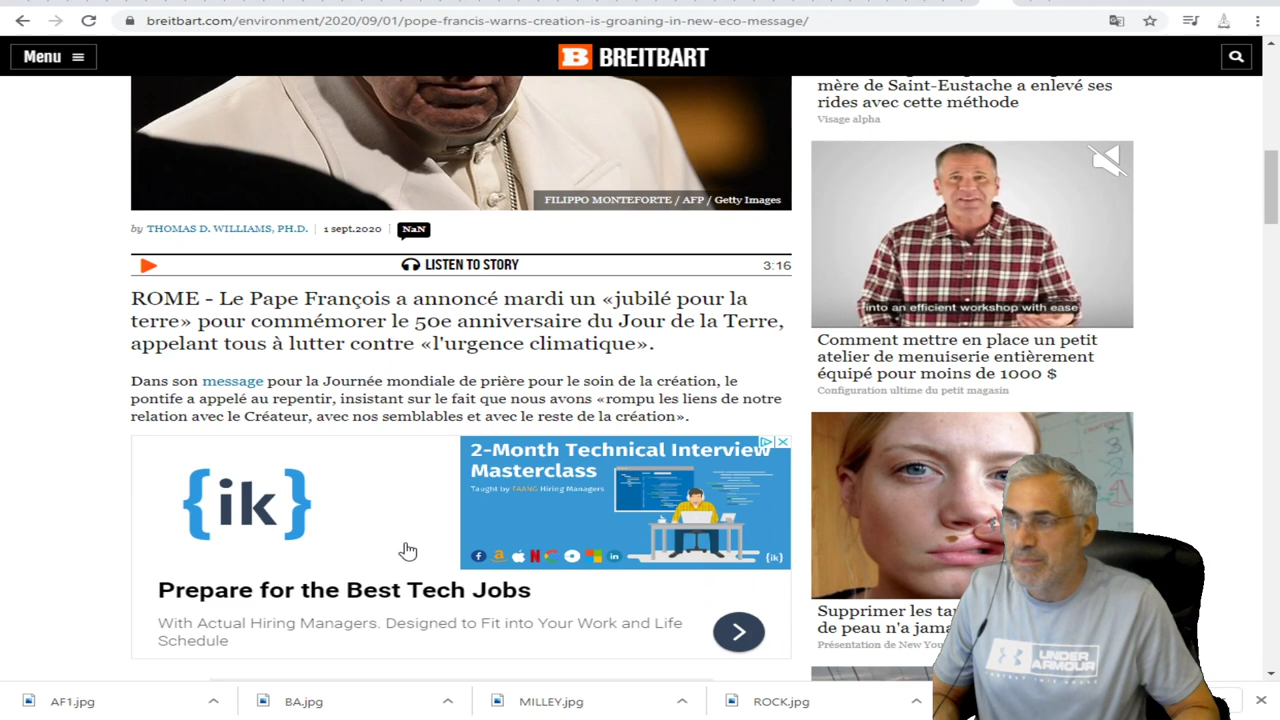 breitbart.com/environment/2020/09/01/pope-francis-warns-creation-is-groaning-in-new-eco-message/
Menu
B BREITBART
FILIPPO MONTEFORTE / AFP / Getty Images
by THOMAS D. WILLIAMS, PH.D. | 1 sept.2020
NaN
LISTEN TO STORY
3:16
ROME - Le Pape François a annoncé mardi un «jubilé pour la
terre» pour commémorer le 50e anniversaire du Jour de la Terre,
appelant tous à lutter contre «l'urgence climatique».
Dans son message pour la Journée mondiale de prière pour le soin de la création, le
pontife a appelé au repentir, insistant sur le fait que nous avons «rompu les liens de notre
relation avec le Créateur, avec nos semblables et avec le reste de la création».
{ik}
2-Month Technical Interview
Masterclass
Taught by FAANG Hiring Managers
{ik}
Prepare for the Best Tech Jobs
With Actual Hiring Managers. Designed to Fit into Your Work and Life
Schedule
mère de Saint-Eustache a enlevé ses
rides avec cette méthode
Visage alpha
into an efficient workshop with ease
Comment mettre en place un petit
atelier de menuiserie entièrement
équipé pour moins de 1000 $
Configuration ultime du petit magasin
Supprimer les
de peau n'a
Présentation de New
UNDER
ARMOUR
AF1.jpg
BA.jpg
MILLEY.jpg
ROCK.jpg